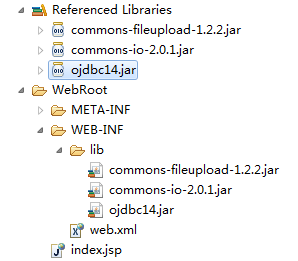 Referenced Libraries
commons-fileupload-1.2.2.jar
commons-io-2.0.1.jar
ojdbc14.jar
WebRoot
META-INF
WEB-INF
lib
commons-fileupload-1.2.2.jar
commons-io-2.0.1.jar
ojdbc14.jar
web.xml
index.jsp